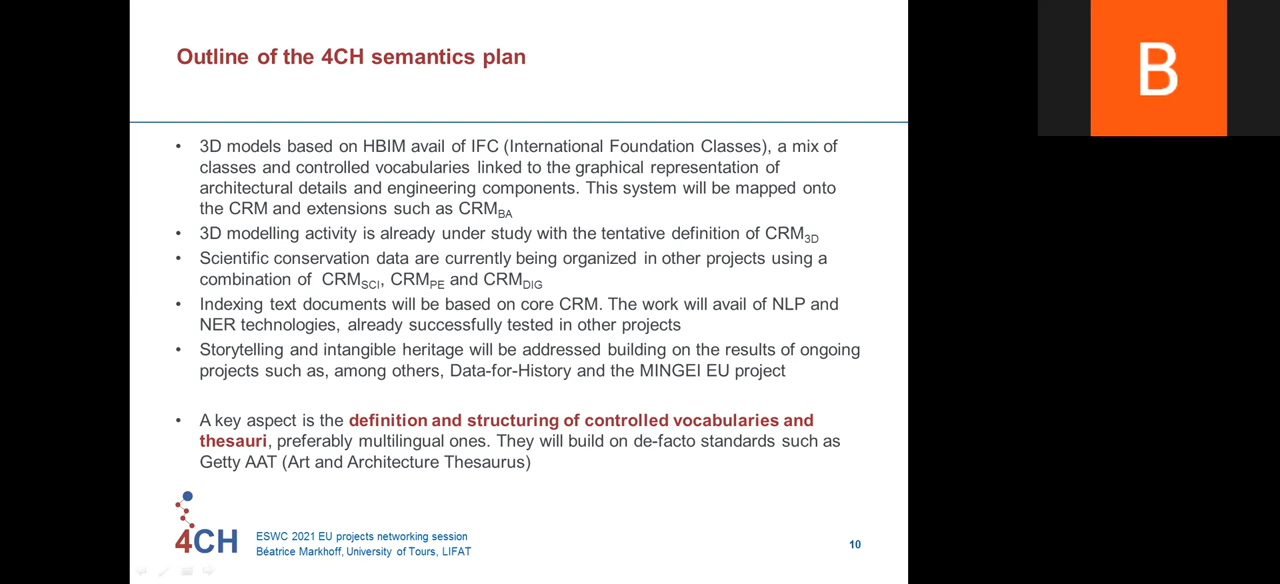 Outline of the 4CH semantics plan
• 3D models based on HBIM avail of IFC (International Foundation Classes), a mix of
classes and controlled vocabularies linked to the graphical representation of
architectural details and engineering components. This system will be mapped onto
the CRM and extensions such as CRMBA
• 3D modelling activity is already under study with the tentative definition of CRM3D
• Scientific conservation data are currently being organized in other projects using a
combination of CRMSCI, CRMPE and CRMDIG
• Indexing text documents will be based on core CRM. The work will avail of NLP and
NER technologies, already successfully tested in other projects
• Storytelling and intangible heritage will be addressed building on the results of ongoing
projects such as, among others, Data-for-History and the MINGEI EU project
• A key aspect is the definition and structuring of controlled vocabularies and
thesauri, preferably multilingual ones. They will build on de-facto standards such as
Getty AAT (Art and Architecture Thesaurus)
4CH
ESWC 2021 EU projects networking session
Béatrice Markhoff, University of Tours, LIFAT
10
B